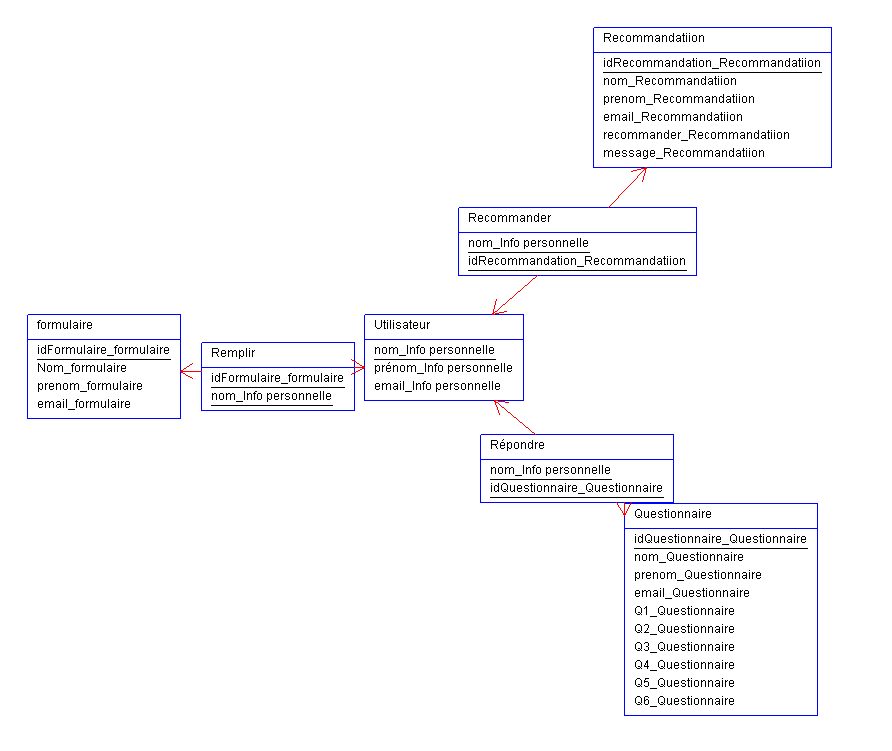 Recommandatiion
idRecommandation_Recommandatiion
nom_Recommandatiion
prenom_Recommandatiion
email_Recommandatiion
recommander_Recommandatiion
message_Recommandatiion
Recommander
nom_Info personnelle
idRecommandation_Recommandatiion
formulaire
idFormulaire_formulaire
Nom_formulaire
prenom_formulaire
email_formulaire
Remplir
idFormulaire_formulaire
nom_Info personnelle
Utilisateur
nom_Info personnelle
prénom_Info personnelle
email_Info personnelle
Répondre
nom_Info personnelle
idQuestionnaire_Questionnaire
Questionnaire
idQuestionnaire_Questionnaire
nom_Questionnaire
prenom_Questionnaire
email_Questionnaire
Q1_Questionnaire
Q2_Questionnaire
Q3_Questionnaire
Q4_Questionnaire
Q5_Questionnaire
Q6_Questionnaire